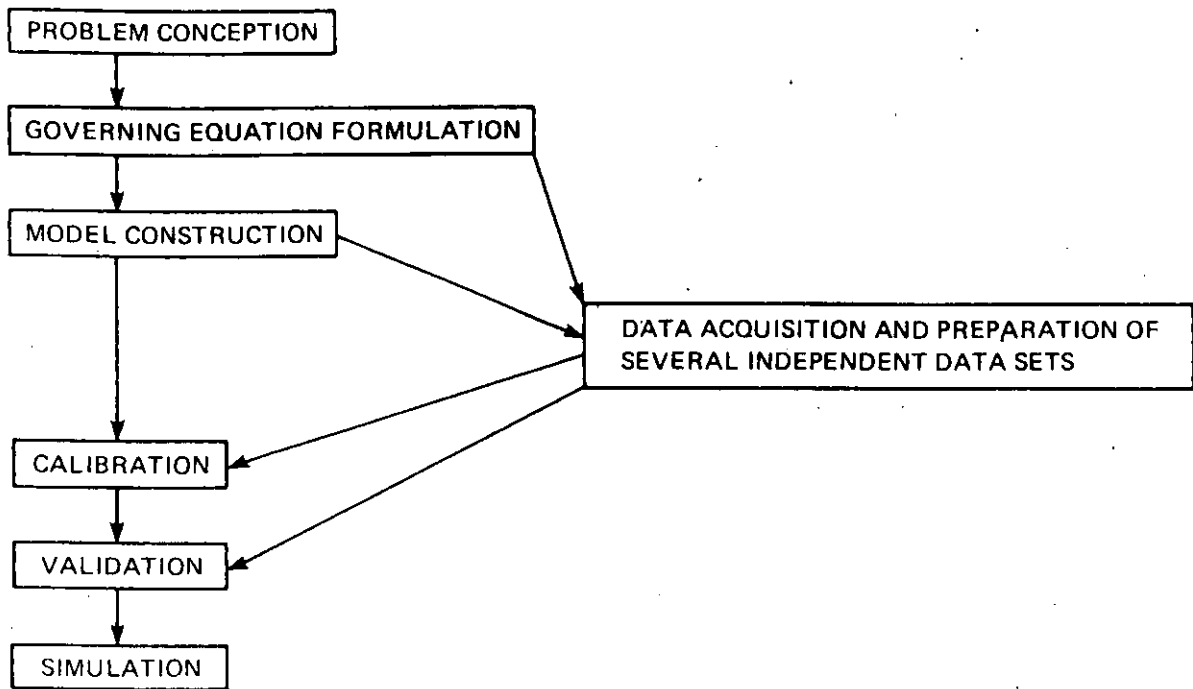 PROBLEM CONCEPTION
GOVERNING EQUATION FORMULATION
MODEL CONSTRUCTION
DATA ACQUISITION AND PREPARATION OF
SEVERAL INDEPENDENT DATA SETS
CALIBRATION
VALIDATION
SIMULATION